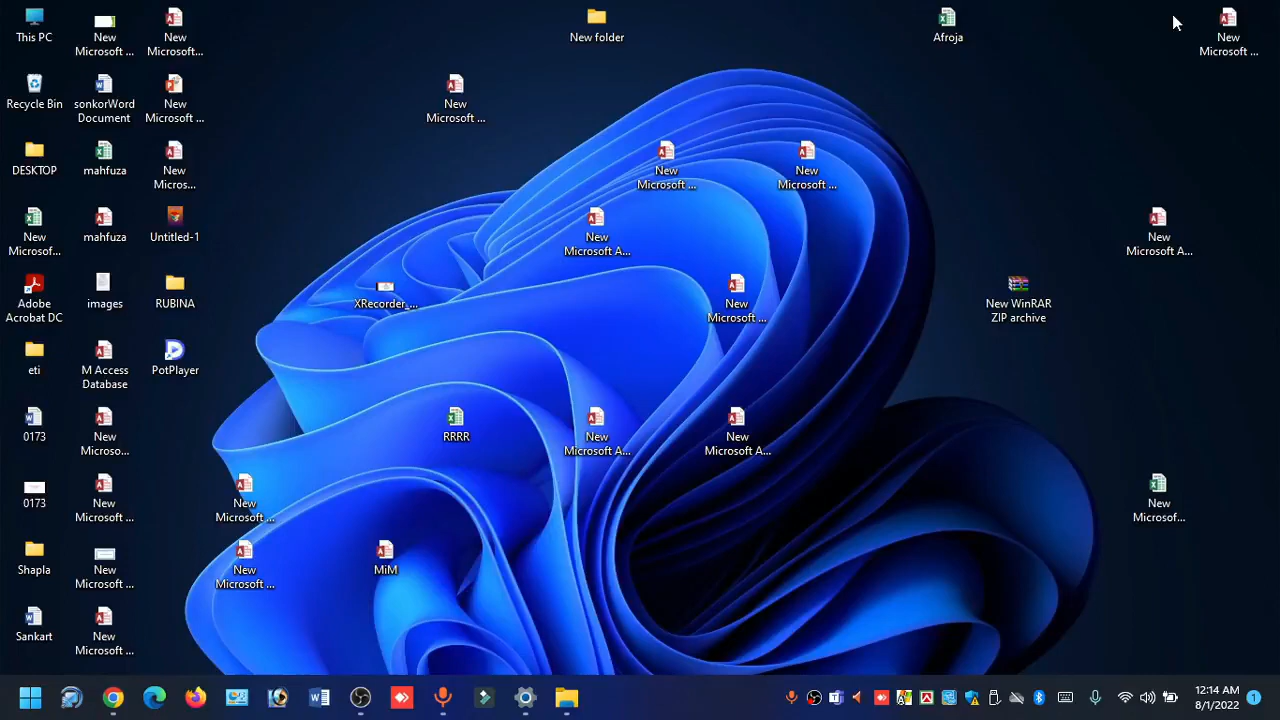 This PC
New
Microsoft ...
New
Microsoft...
New folder
Afroja
New
Microsoft ...
Recycle Bin
sonkorWord
Document
New
Microsoft ...
New
Microsoft ...
DESKTOP
mahfuza
New
Micros...
New
Microsoft ...
New
Microsoft ...
New
Microsof...
mahfuza
Untitled-1
New
Microsoft A...
New
Microsoft A...
Adobe
Acrobat DC
images
RUBINA
XRecorder_...
New
Microsoft ...
New WinRAR
ZIP archive
eti
M Access
Database
PotPlayer
0173
New
Microso...
RRRR
New
Microsoft A...
New
Microsoft A...
0173
New
Microsoft ...
New
Microsoft ...
New
Microsof...
Shapla
New
Microsoft ...
New
Microsoft ...
MiM
Sankart
New
Microsoft ...
12:14 AM
8/1/2022
1